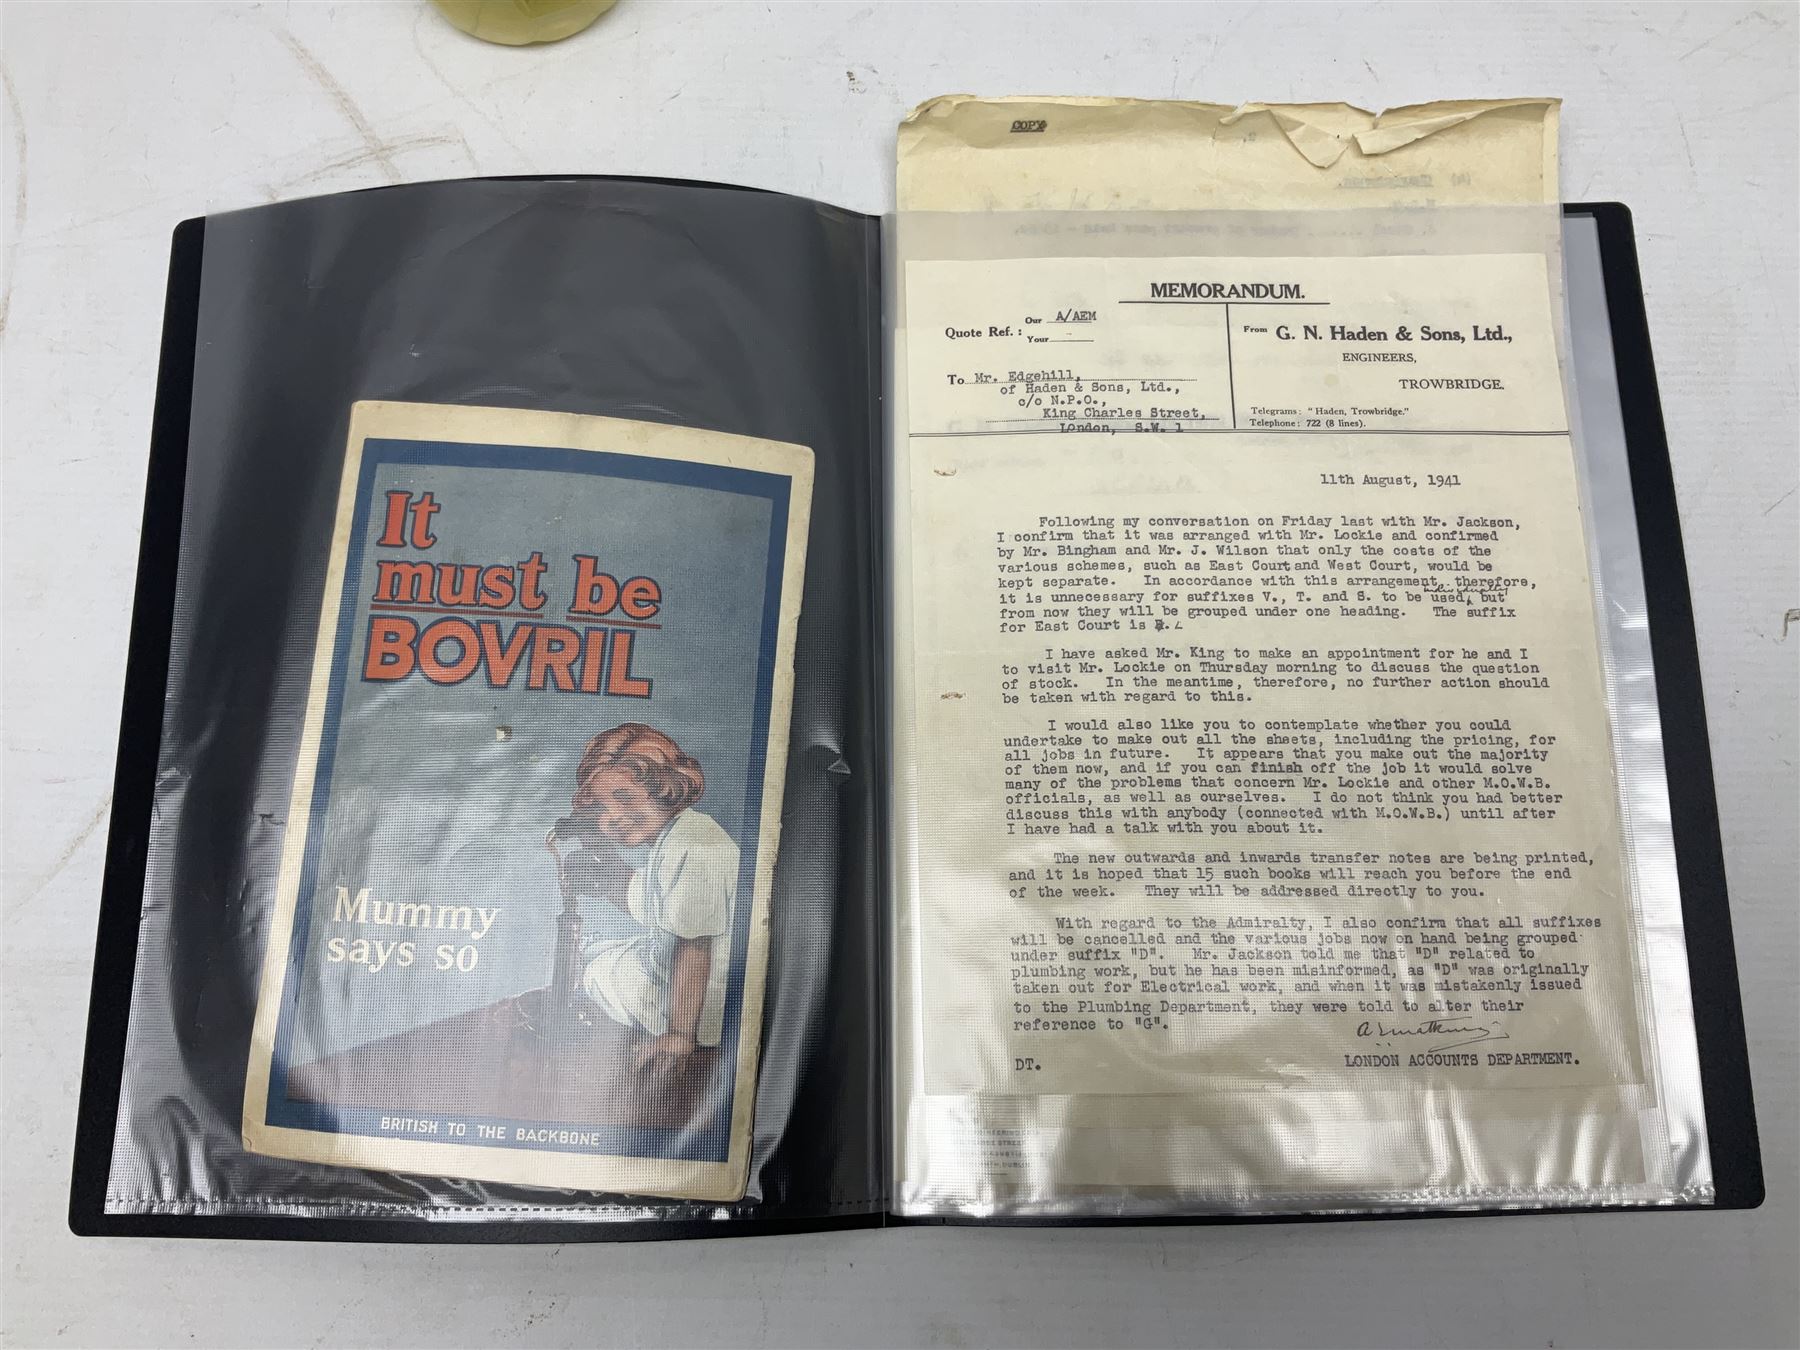 It
must be
BOVRIL
Mummy
says so
BRITISH TO THE BACKBONE
COPY
2.
MEMORANDUM.
Quote Ref. : Our A/AEM
Your
To Mr. Edgehill,
of Haden & Sons, Ltd.,
c/o N.P.O.,
King Charles Street,
London, S.W. 1
From G. N. Haden & Sons, Ltd.,
ENGINEERS,
TROWBRIDGE.
Telegrams: "Haden, Trowbridge."
Telephone: 722 (8 lines).
11th August, 1941
Following my conversation on Friday last with Mr. Jackson,
I confirm that it was arranged with Mr. Lockie and confirmed
by Mr. Bingham and Mr. J. Wilson that only the costs of the
various schemes, such as East Court and West Court, would be
kept separate. In accordance with this arrangement, therefore,
it is unnecessary for suffixes V., T. and S. to be used, individually but
from now they will be grouped under one heading. The suffix
for East Court is
I have asked Mr. King to make an appointment for he and I
to visit Mr. Lockie on Thursday morning to discuss the question
of stock. In the meantime, therefore, no further action should
be taken with regard to this.
I would also like you to contemplate whether you could
undertake to make out all the sheets, including the pricing, for
all jobs in future. It appears that you make out the majority
of them now, and if you can finish off the job it would solve
many of the problems that concern Mr. Lockie and other M.O.W.B.
officials, as well as ourselves. I do not think you had better
discuss this with anybody (connected with M.O.W.B.) until after
I have had a talk with you about it.
The new outwards and inwards transfer notes are being printed,
and it is hoped that 15 such books will reach you before the end
of the week. They will be addressed directly to you.
With regard to the Admiralty, I also confirm that all suffixes
will be cancelled and the various jobs now on hand being grouped
under suffix "D". Mr. Jackson told me that "D" related to
plumbing work, but he has been misinformed, as "D" was originally
taken out for Electrical work, and when it was mistakenly issued
to the Plumbing Department, they were told to alter their
reference to "G".
DT.
LONDON ACCOUNTS DEPARTMENT.